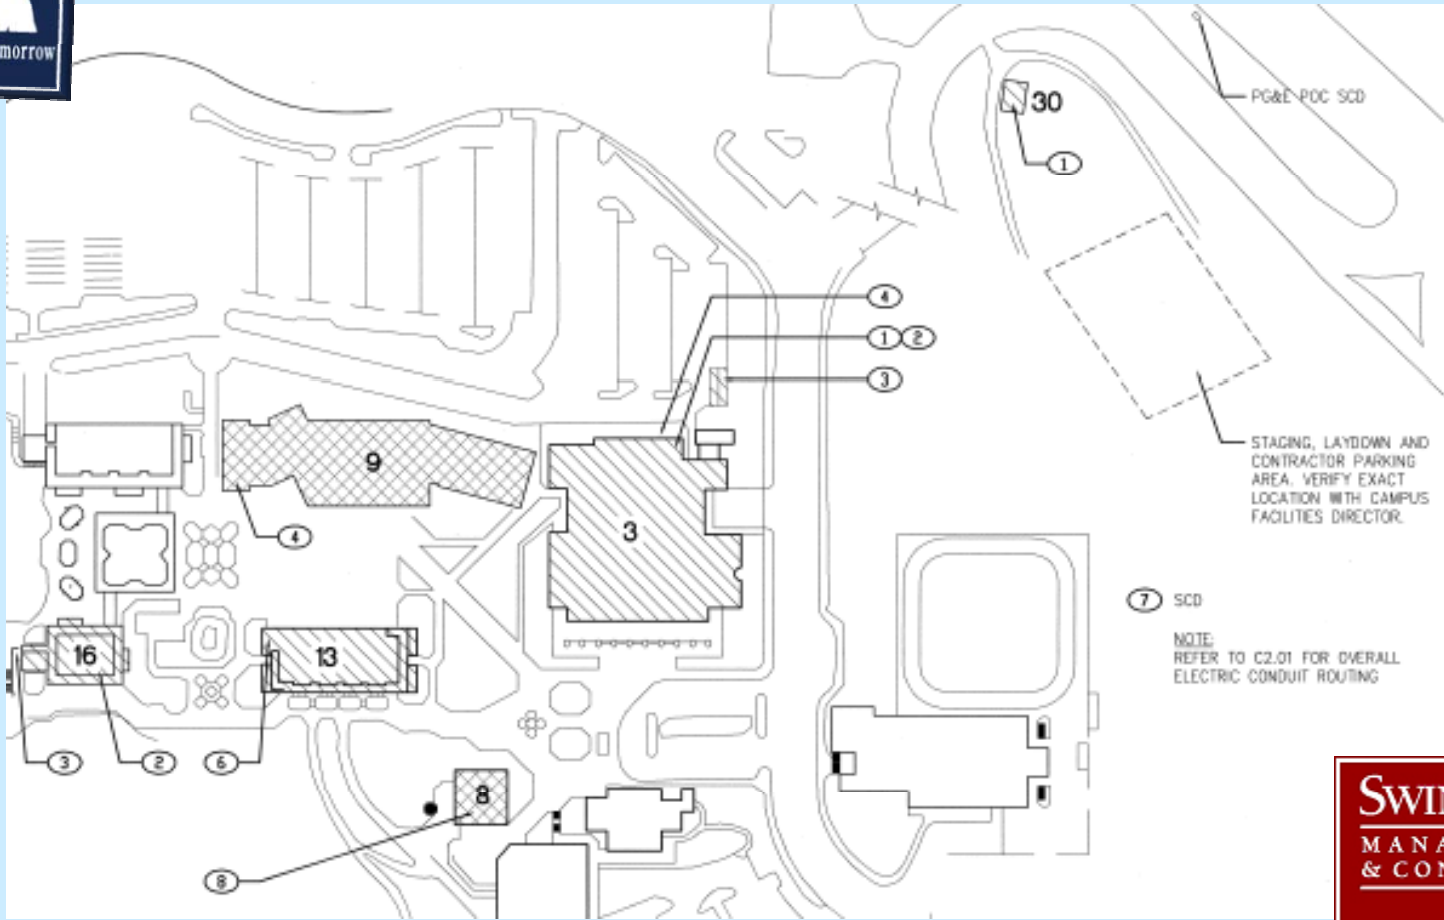 morrow
30
PG&E POC SCD
1
4
1 2
3
STAGING, LAYDOWN AND
CONTRACTOR PARKING
AREA. VERIFY EXACT
LOCATION WITH CAMPUS
FACILITIES DIRECTOR.
9
4
3
7 SCD
NOTE:
REFER TO C2.01 FOR OVERALL
ELECTRIC CONDUIT ROUTING
16
13
3
2
6
8
8
MANA
& CON